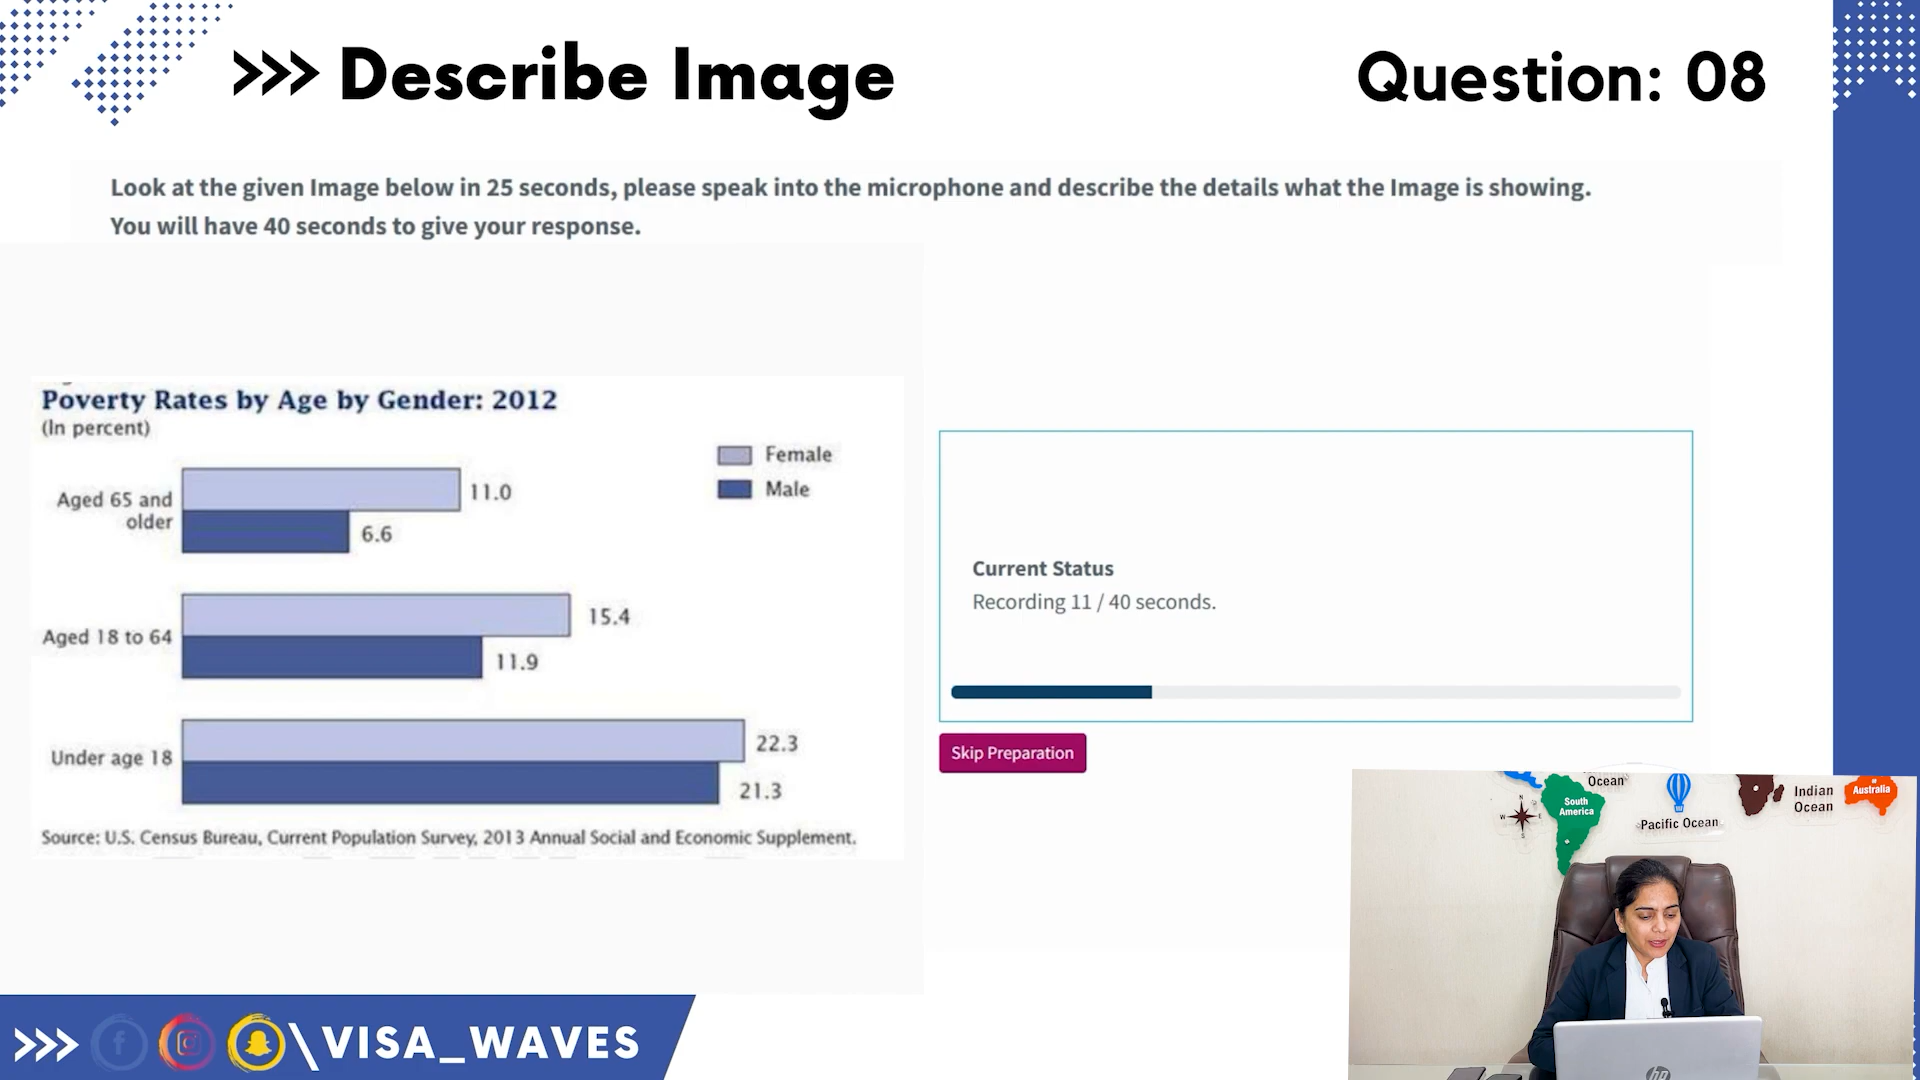 >>> Describe Image
Question: 08
Look at the given Image below in 25 seconds, please speak into the microphone and describe the details what the Image is showing.
You will have 40 seconds to give your response.
Poverty Rates by Age by Gender: 2012
(In percent)
Female
Male
Aged 65 and
older
11.0
6.6
Aged 18 to 64
15.4
11.9
Under age 18
22.3
21.3
Source: U.S. Census Bureau, Current Population Survey, 2013 Annual Social and Economic Supplement.
Current Status
Recording 11 / 40 seconds.
Skip Preparation
Ocean
South
America
N
W
E
Pacific Ocean
Indian
Ocean
Australia
hp
>>> \VISA_WAVES